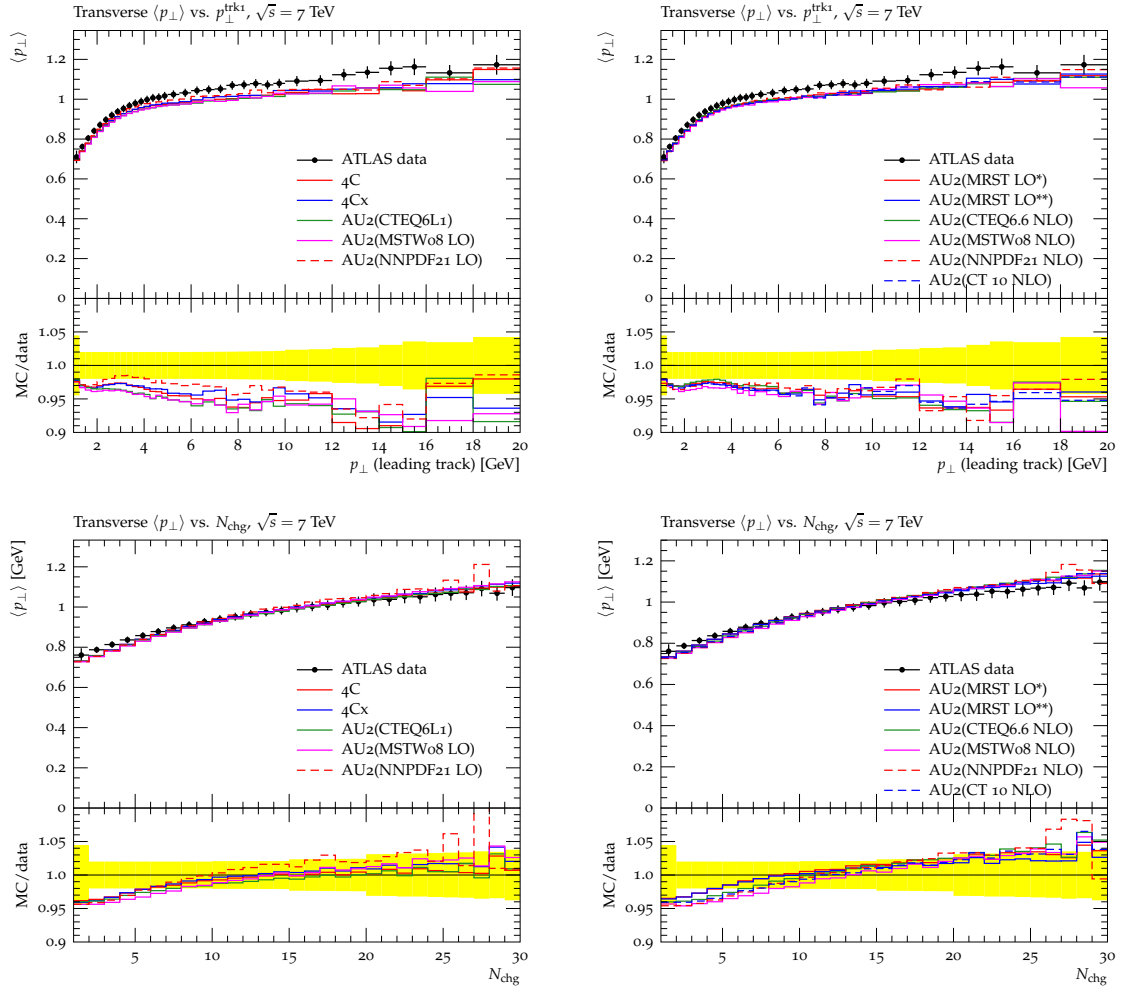 Transverse ⟨p⊥⟩ vs. p⊥^trk1, √s = 7 TeV
⟨p⊥⟩
0
0.2
0.4
0.6
0.8
1
1.2
ATLAS data
4C
4Cx
AU2(CTEQ6L1)
AU2(MSTW08 LO)
AU2(NNPDF21 LO)
MC/data
0.9
0.95
1.0
1.05
2 4 6 8 10 12 14 16 18 20
p⊥ (leading track) [GeV]
Transverse ⟨p⊥⟩ vs. p⊥^trk1, √s = 7 TeV
⟨p⊥⟩
0
0.2
0.4
0.6
0.8
1
1.2
ATLAS data
AU2(MRST LO*)
AU2(MRST LO**)
AU2(CTEQ6.6 NLO)
AU2(MSTW08 NLO)
AU2(NNPDF21 NLO)
AU2(CT 10 NLO)
MC/data
0.9
0.95
1.0
1.05
2 4 6 8 10 12 14 16 18 20
p⊥ (leading track) [GeV]
Transverse ⟨p⊥⟩ vs. Nchg, √s = 7 TeV
⟨p⊥⟩ [GeV]
0
0.2
0.4
0.6
0.8
1
1.2
ATLAS data
4C
4Cx
AU2(CTEQ6L1)
AU2(MSTW08 LO)
AU2(NNPDF21 LO)
MC/data
0.9
0.95
1.0
1.05
5 10 15 20 25 30
Nchg
Transverse ⟨p⊥⟩ vs. Nchg, √s = 7 TeV
⟨p⊥⟩ [GeV]
0
0.2
0.4
0.6
0.8
1
1.2
ATLAS data
AU2(MRST LO*)
AU2(MRST LO**)
AU2(CTEQ6.6 NLO)
AU2(MSTW08 NLO)
AU2(NNPDF21 NLO)
AU2(CT 10 NLO)
MC/data
0.9
0.95
1.0
1.05
5 10 15 20 25 30
Nchg